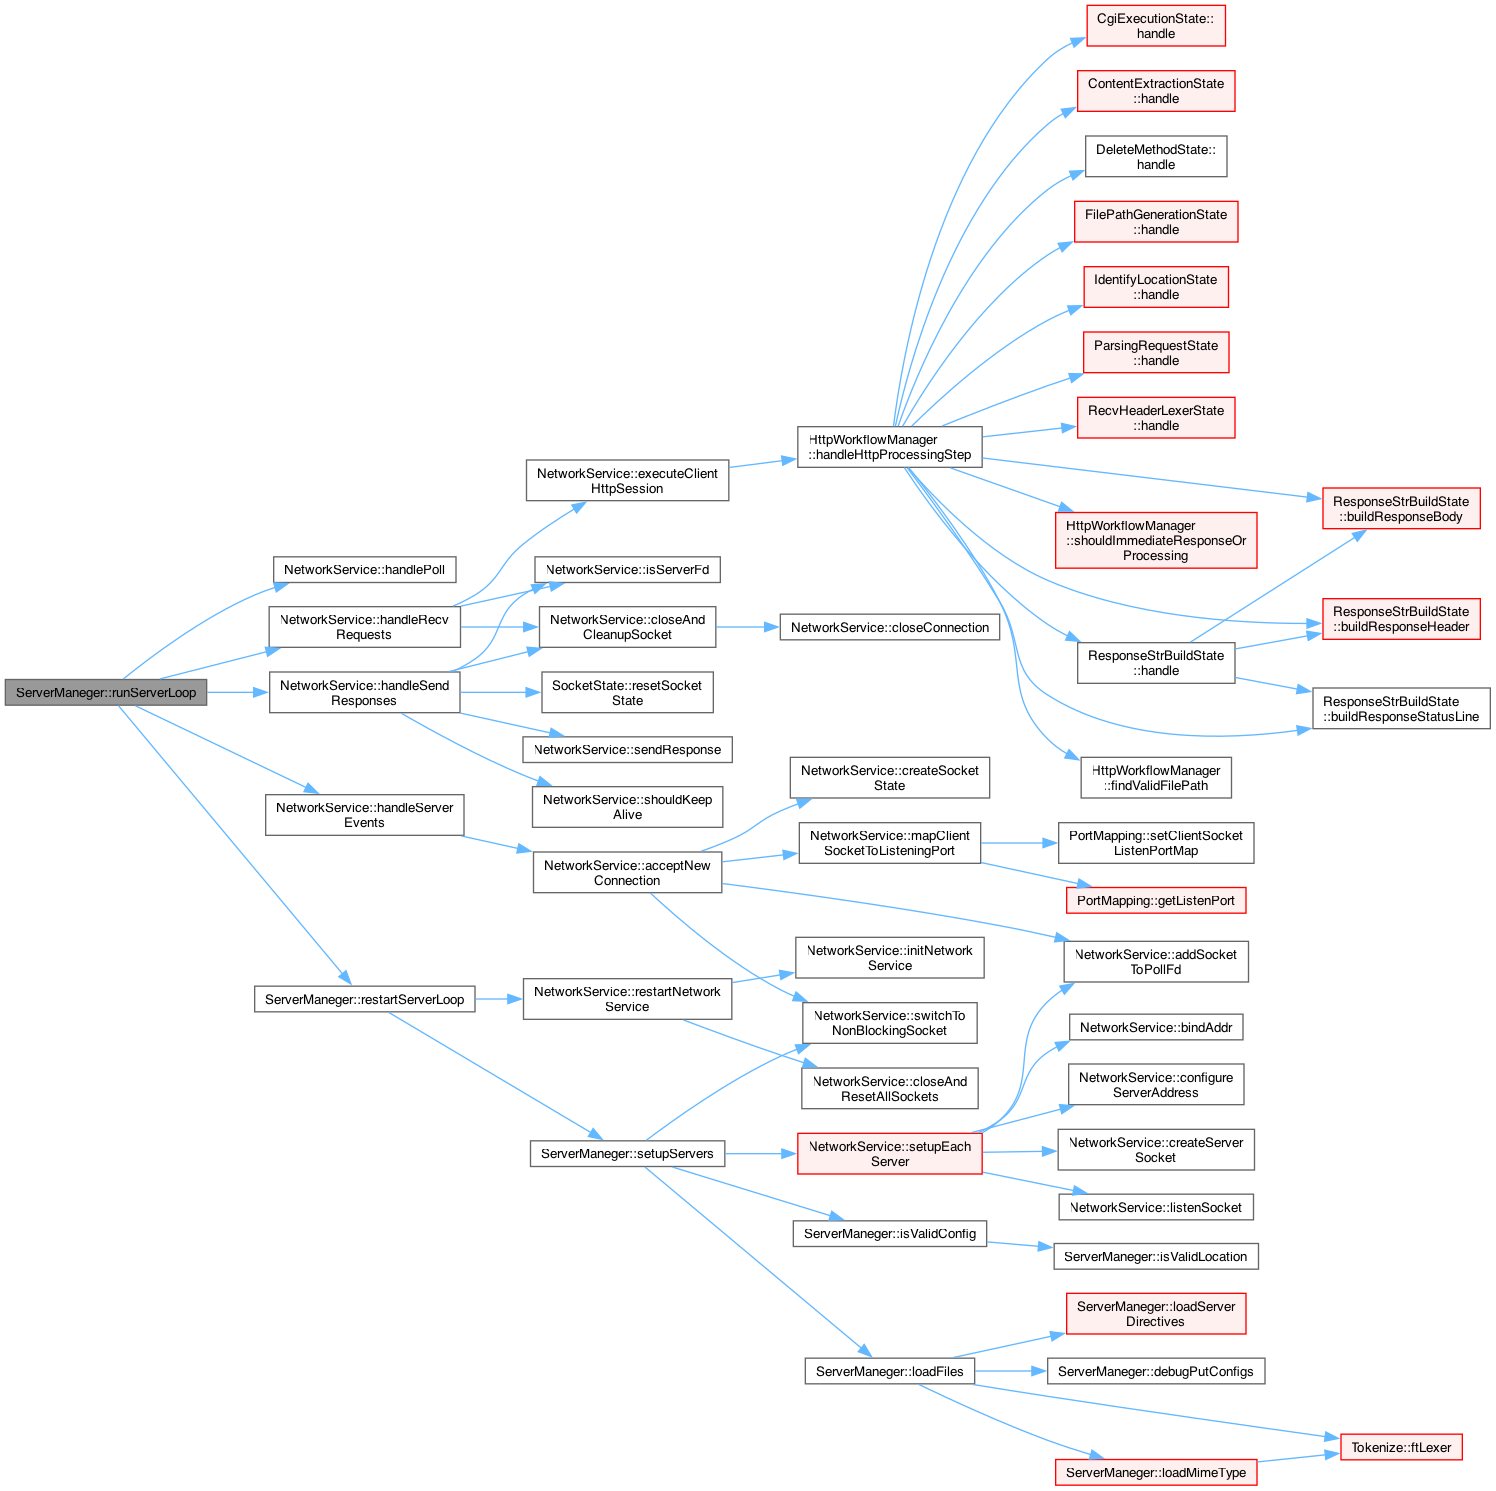 CgiExecutionState::
handle
ContentExtractionState
::handle
DeleteMethodState::
handle
FilePathGenerationState
::handle
IdentifyLocationState
::handle
ParsingRequestState
::handle
RecvHeaderLexerState
::handle
HttpWorkflowManager
::handleHttpProcessingStep
NetworkService::executeClient
HttpSession
ResponseStrBuildState
::buildResponseBody
HttpWorkflowManager
::shouldImmediateResponseOr
Processing
NetworkService::handlePoll
NetworkService::isServerFd
NetworkService::handleRecv
Requests
NetworkService::closeAnd
CleanupSocket
NetworkService::closeConnection
ResponseStrBuildState
::buildResponseHeader
ResponseStrBuildState
::handle
ServerManeger::runServerLoop
NetworkService::handleSend
Responses
SocketState::resetSocket
State
ResponseStrBuildState
::buildResponseStatusLine
NetworkService::sendResponse
HttpWorkflowManager
::findValidFilePath
NetworkService::createSocket
State
NetworkService::shouldKeep
Alive
NetworkService::handleServer
Events
NetworkService::mapClient
SocketToListeningPort
PortMapping::setClientSocket
ListenPortMap
NetworkService::acceptNew
Connection
PortMapping::getListenPort
NetworkService::initNetwork
Service
NetworkService::addSocket
ToPollFd
ServerManeger::restartServerLoop
NetworkService::restartNetwork
Service
NetworkService::switchTo
NonBlockingSocket
NetworkService::bindAddr
NetworkService::closeAnd
ResetAllSockets
NetworkService::configure
ServerAddress
ServerManeger::setupServers
NetworkService::setupEach
Server
NetworkService::createServer
Socket
NetworkService::listenSocket
ServerManeger::isValidConfig
ServerManeger::isValidLocation
ServerManeger::loadServer
Directives
ServerManeger::loadFiles
ServerManeger::debugPutConfigs
Tokenize::ftLexer
ServerManeger::loadMimeType